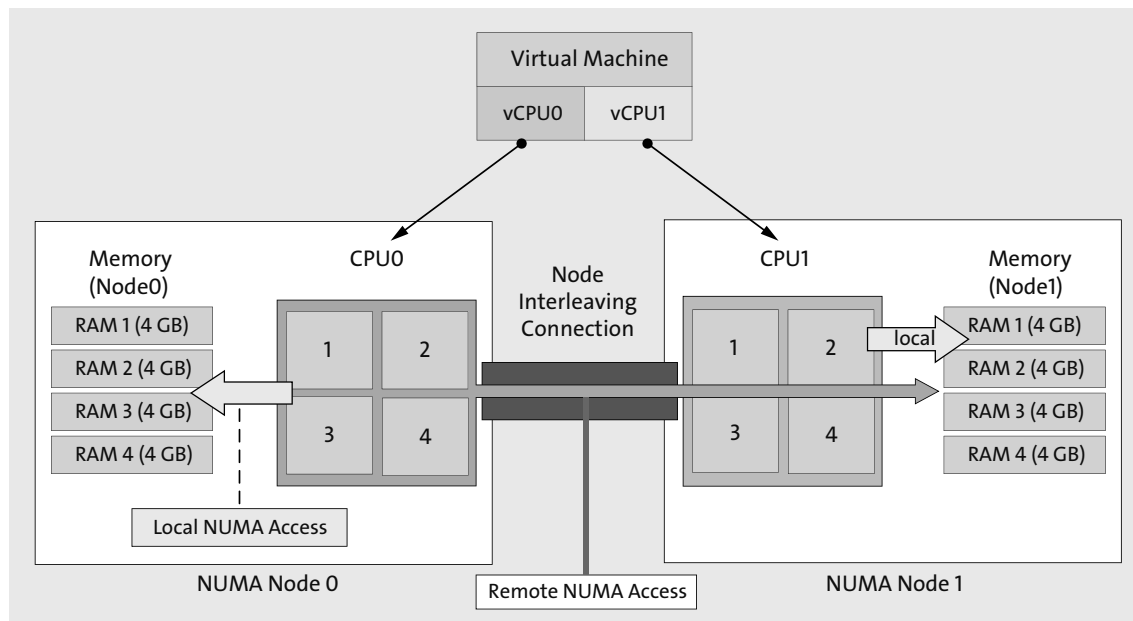 Virtual Machine
vCPU0
vCPU1
Memory
(Node0)
RAM 1 (4 GB)
RAM 2 (4 GB)
RAM 3 (4 GB)
RAM 4 (4 GB)
CPU0
1
2
3
4
Local NUMA Access
NUMA Node 0
Node
Interleaving
Connection
Remote NUMA Access
CPU1
1
2
3
4
local
Memory
(Node1)
RAM 1 (4 GB)
RAM 2 (4 GB)
RAM 3 (4 GB)
RAM 4 (4 GB)
NUMA Node 1